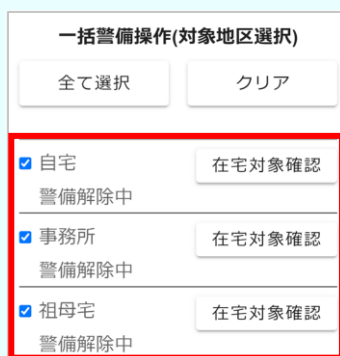 一括警備操作(対象地区選択)
全て選択 クリア
自宅 在宅対象確認
警備解除中
事務所 在宅対象確認
警備解除中
祖母宅 在宅対象確認
警備解除中